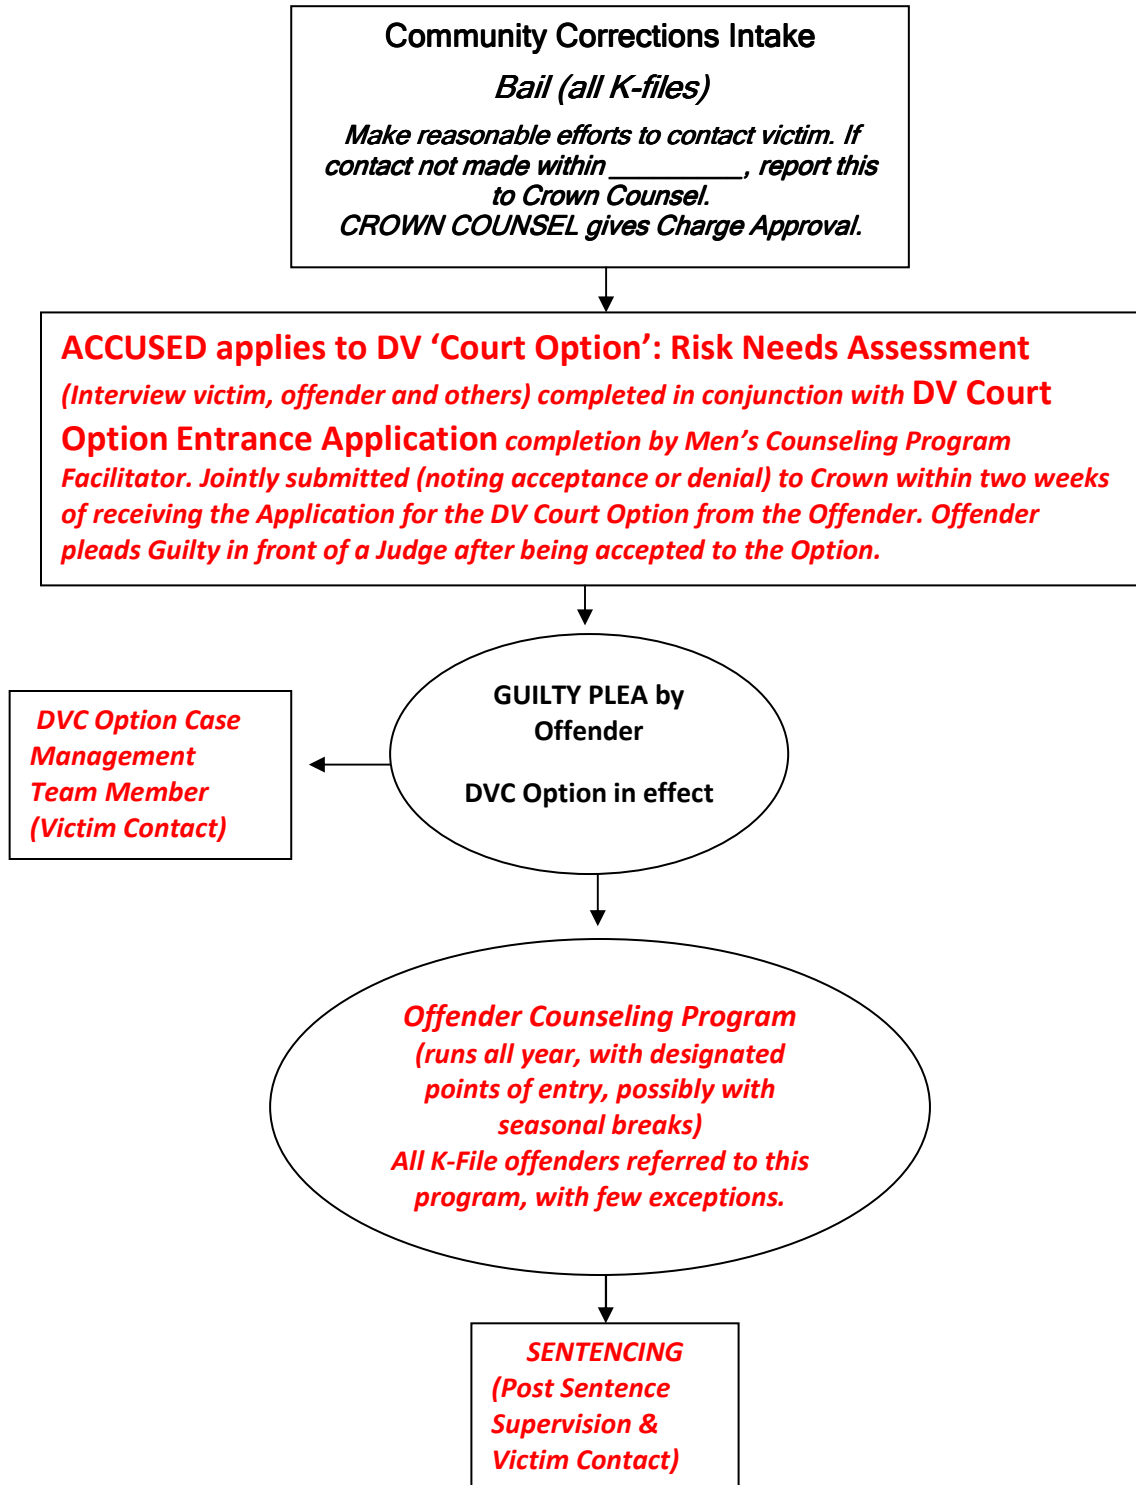 Community Corrections Intake
Bail (all K-files)
Make reasonable efforts to contact victim. If
contact not made within _________, report this
to Crown Counsel.
CROWN COUNSEL gives Charge Approval.
ACCUSED applies to DV ‘Court Option’: Risk Needs Assessment
(Interview victim, offender and others) completed in conjunction with DV Court
Option Entrance Application completion by Men’s Counseling Program
Facilitator. Jointly submitted (noting acceptance or denial) to Crown within two weeks
of receiving the Application for the DV Court Option from the Offender. Offender
pleads Guilty in front of a Judge after being accepted to the Option.
GUILTY PLEA by
Offender
DVC Option in effect
DVC Option Case
Management
Team Member
(Victim Contact)
Offender Counseling Program
(runs all year, with designated
points of entry, possibly with
seasonal breaks)
All K-File offenders referred to this
program, with few exceptions.
SENTENCING
(Post Sentence
Supervision &
Victim Contact)